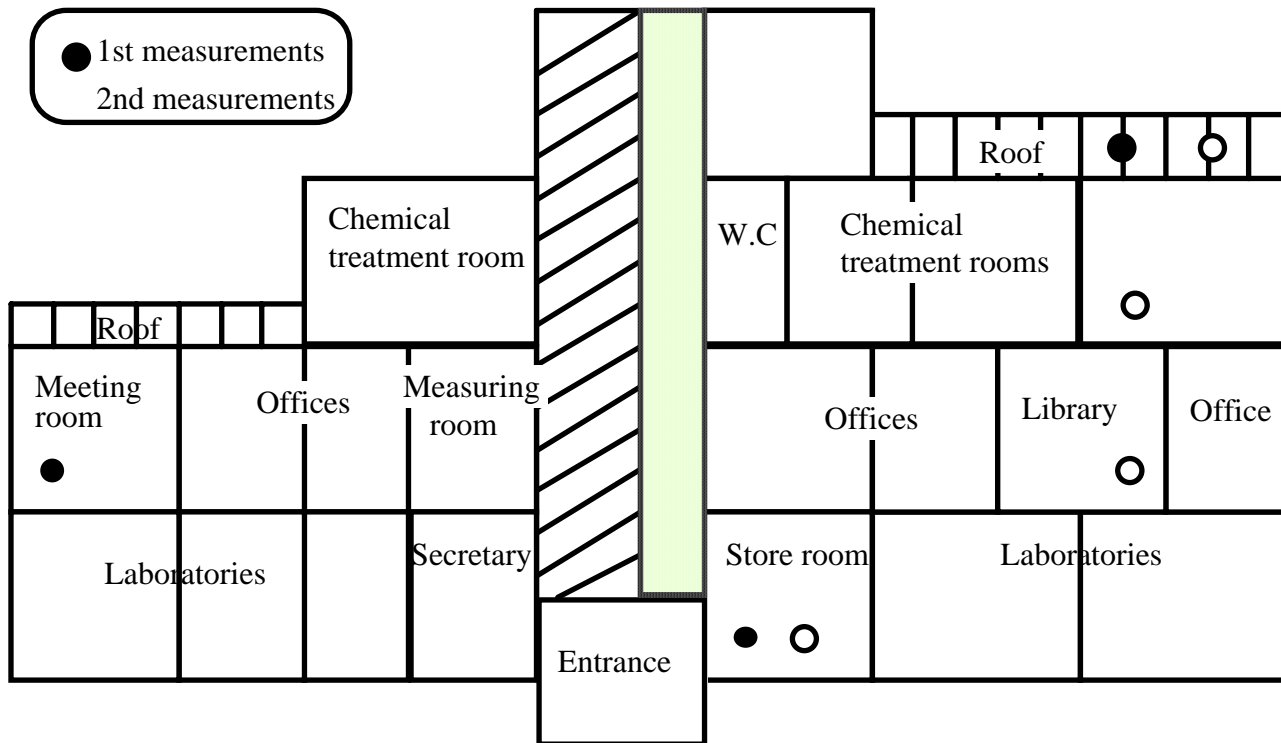 1st measurements
2nd measurements
Roof
Chemical
treatment room
W.C
Chemical
treatment rooms
Roof
Meeting
room
Offices
Measuring
room
Offices
Library
Office
Laboratories
Secretary
Store room
Laboratories
Entrance